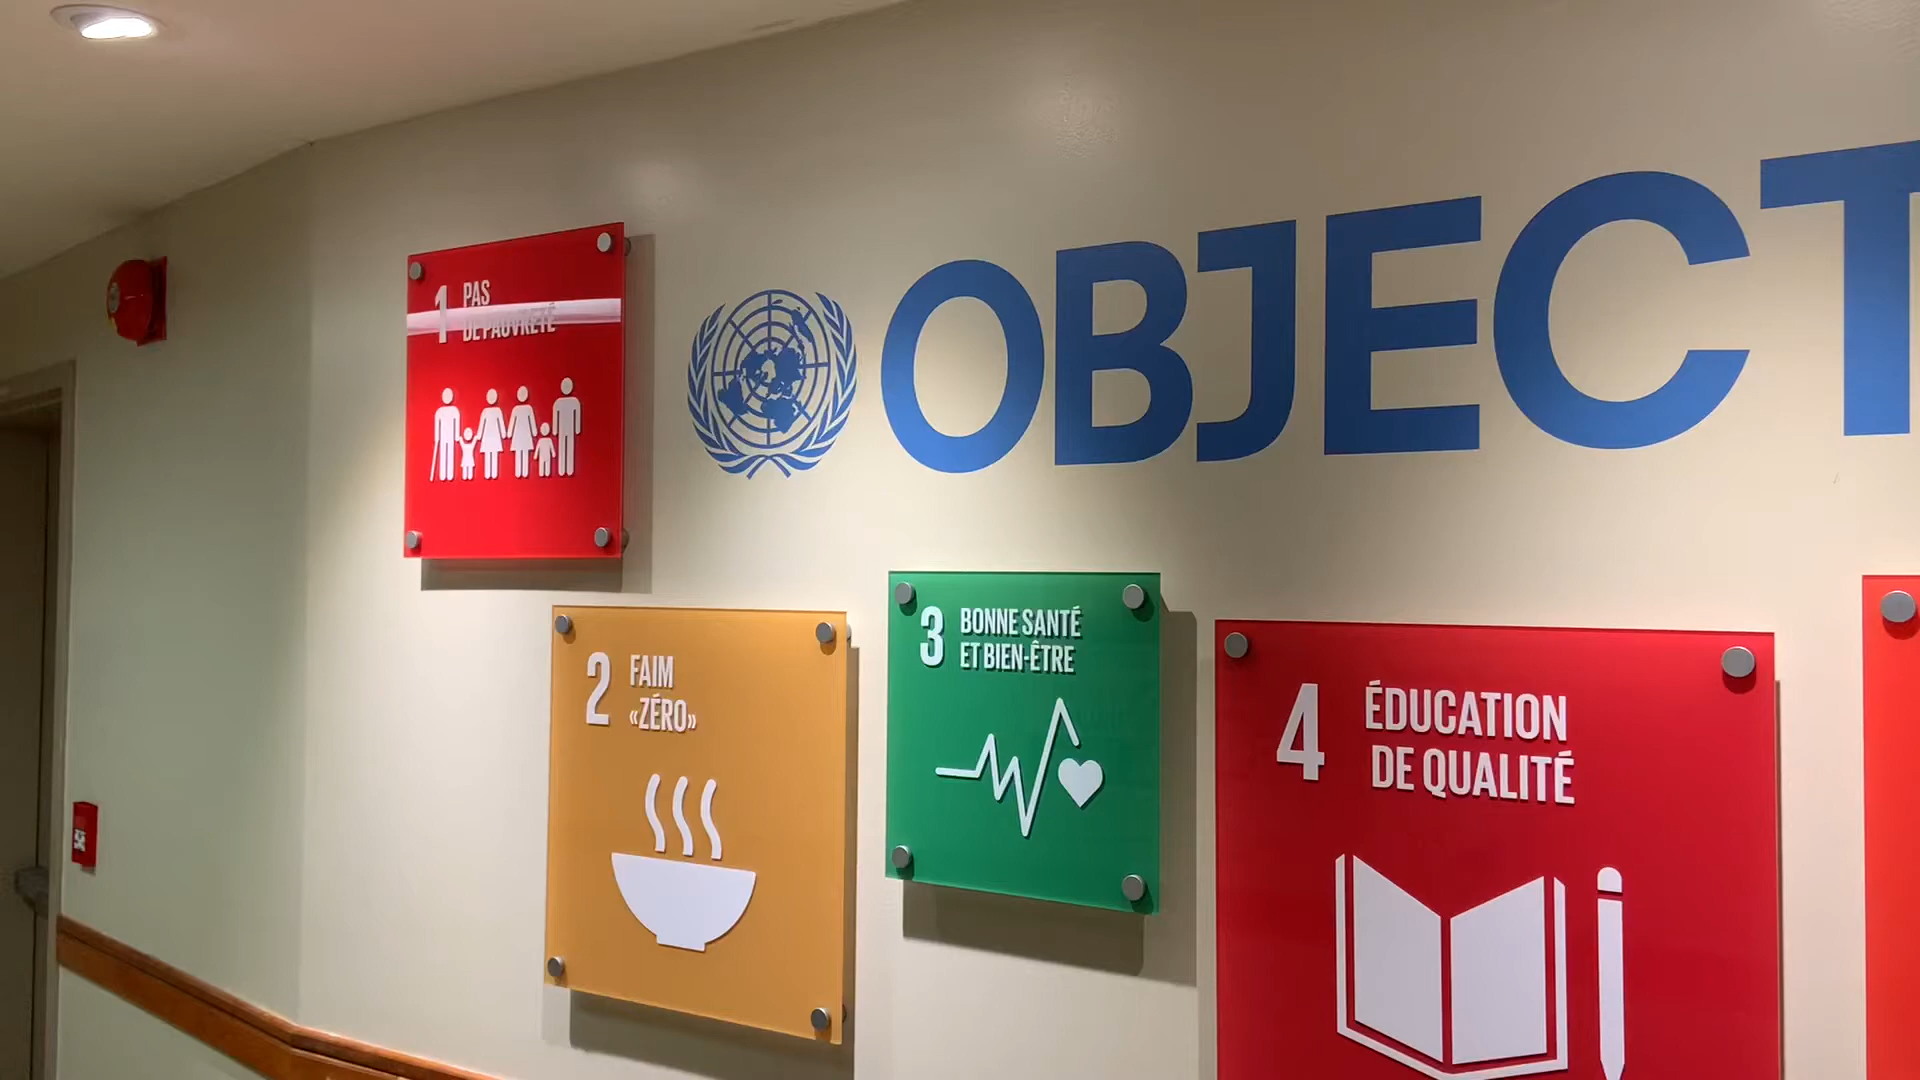 1 PAS
DE PAUVRETÉ
OBJECT
2 FAIM
«ZÉRO»
3 BONNE SANTÉ
ET BIEN-ÊTRE
4 ÉDUCATION
DE QUALITÉ